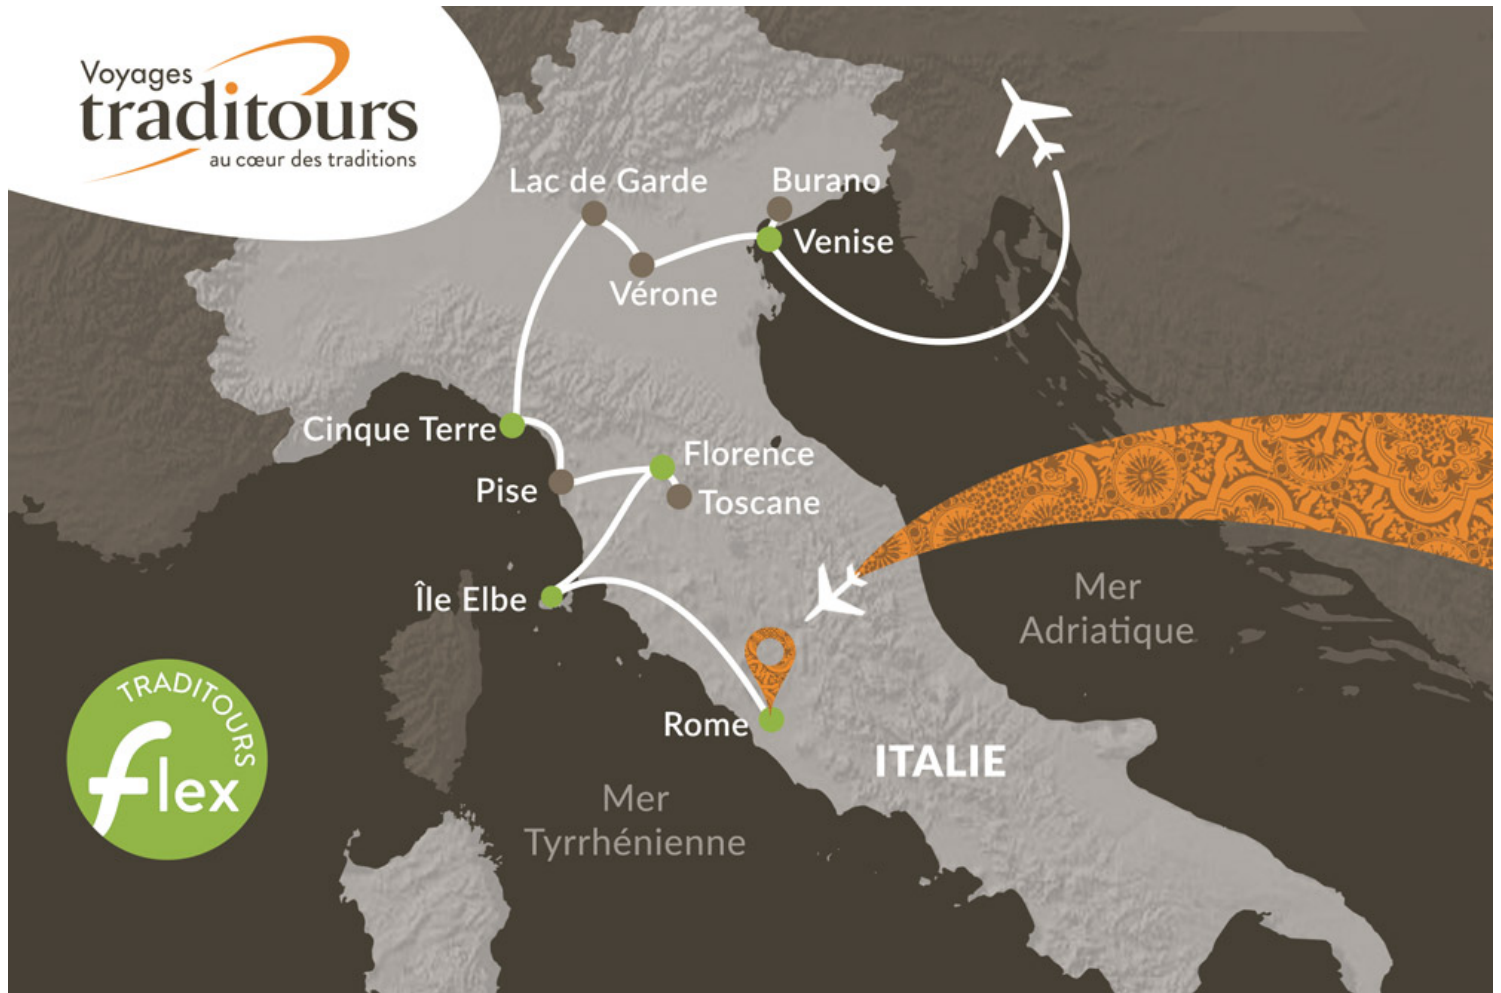 Voyages
traditours
au cœur des traditions
Lac de Garde
Burano
Venise
Vérone
Cinque Terre
Florence
Pise
Toscane
Île Elbe
Mer
Adriatique
Rome
ITALIE
TRADITOURS
flex
Mer
Tyrrhénienne